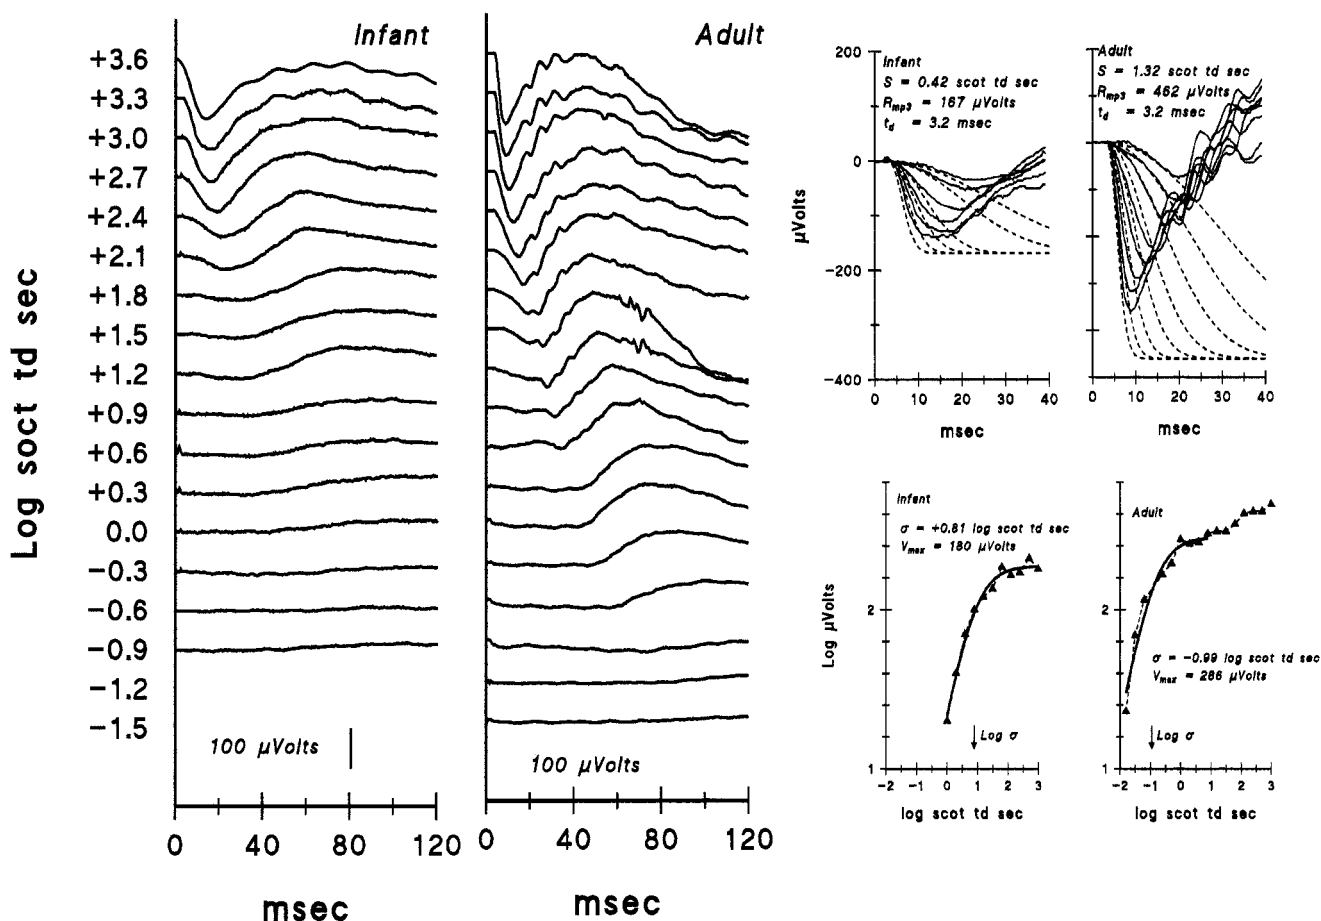 Infant
Adult
Log soct td sec
+3.6
+3.3
+3.0
+2.7
+2.4
+2.1
+1.8
+1.5
+1.2
+0.9
+0.6
+0.3
0.0
−0.3
−0.6
−0.9
−1.2
−1.5
100 μVolts
100 μVolts
0 40 80 120
0 40 80 120
msec
msec
200
0
−200
−400
μVolts
Infant
S = 0.42 scot td sec
Rmp3 = 167 μVolts
td = 3.2 msec
0 10 20 30 40
msec
Adult
S = 1.32 scot td sec
Rmp3 = 462 μVolts
td = 3.2 msec
0 10 20 30 40
msec
Log μVolts
2
1
Infant
σ = +0.81 log scot td sec
Vmax = 180 μVolts
Log σ
−2 −1 0 1 2 3
log scot td sec
2
1
Adult
σ = −0.99 log scot td sec
Vmax = 286 μVolts
Log σ
−2 −1 0 1 2 3
log scot td sec